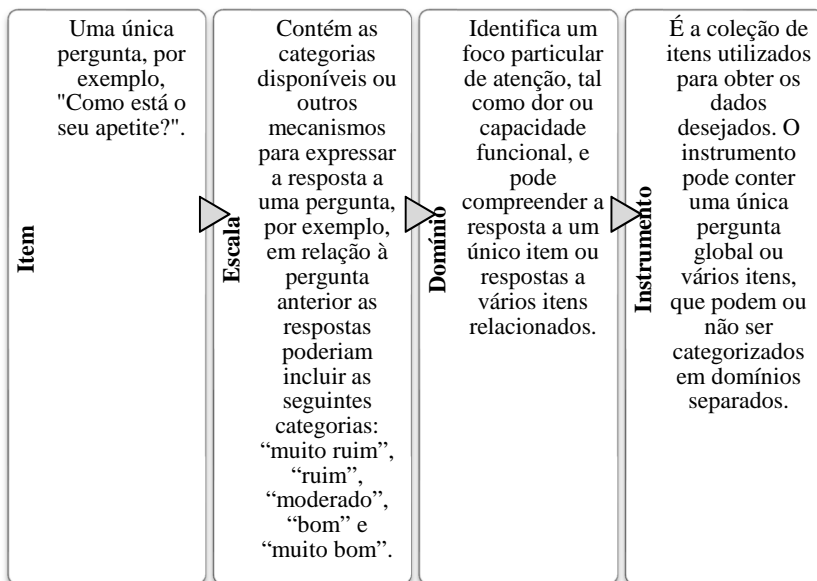 Item
Uma única
pergunta, por
exemplo,
"Como está o
seu apetite?".
Escala
Contém as
categorias
disponíveis ou
outros
mecanismos
para expressar
a resposta a
uma pergunta,
por exemplo,
em relação à
pergunta
anterior as
respostas
poderiam
incluir as
seguintes
categorias:
“muito ruim”,
“ruim”,
“moderado”,
“bom” e
“muito bom”.
Domínio
Identifica um
foco particular
de atenção, tal
como dor ou
capacidade
funcional, e
pode
compreender a
resposta a um
único item ou
respostas a
vários itens
relacionados.
Instrumento
É a coleção de
itens utilizados
para obter os
dados
desejados. O
instrumento
pode conter
uma única
pergunta
global ou
vários itens,
que podem ou
não ser
categorizados
em domínios
separados.